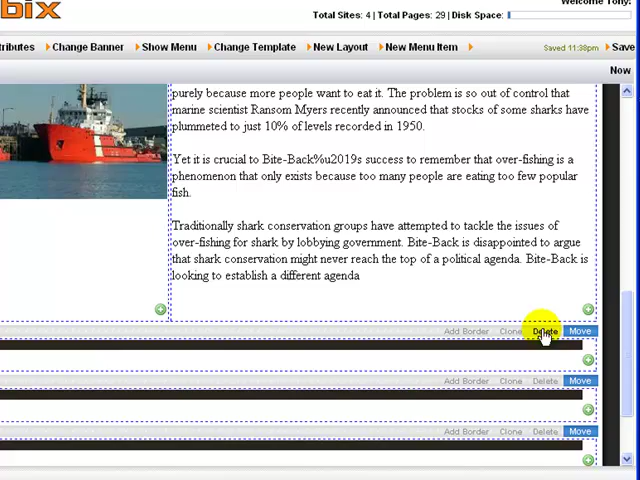 bix
Welcome Tony:
Total Sites: 4 | Total Pages: 29 | Disk Space:
tributes Change Banner Show Menu Change Template New Layout New Menu Item Saved 11:38pm Save
Now
purely because more people want to eat it. The problem is so out of control that
marine scientist Ransom Myers recently announced that stocks of some sharks have
plummeted to just 10% of levels recorded in 1950.
Yet it is crucial to Bite-Back%u2019s success to remember that over-fishing is a
phenomenon that only exists because too many people are eating too few popular
fish.
Traditionally shark conservation groups have attempted to tackle the issues of
over-fishing for shark by lobbying government. Bite-Back is disappointed to argue
that shark conservation might never reach the top of a political agenda. Bite-Back is
looking to establish a different agenda
Add Border Clone Delete Move
Add Border Clone Delete Move
Add Border Clone Delete Move